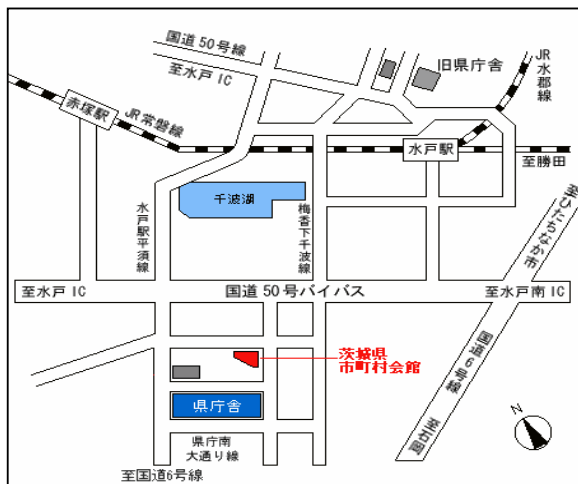 国道50号線
至水戸IC
旧県庁舎
JR水郡線
赤塚駅
JR常磐線
水戸駅
至勝田
千波湖
水戸駅平須線
梅香下千波線
至ひたちなか市
至水戸IC
国道50号バイパス
至水戸南IC
茨城県
市町村会館
国道6号線
県庁舎
至石岡
県庁南
大通り線
至国道6号線
N